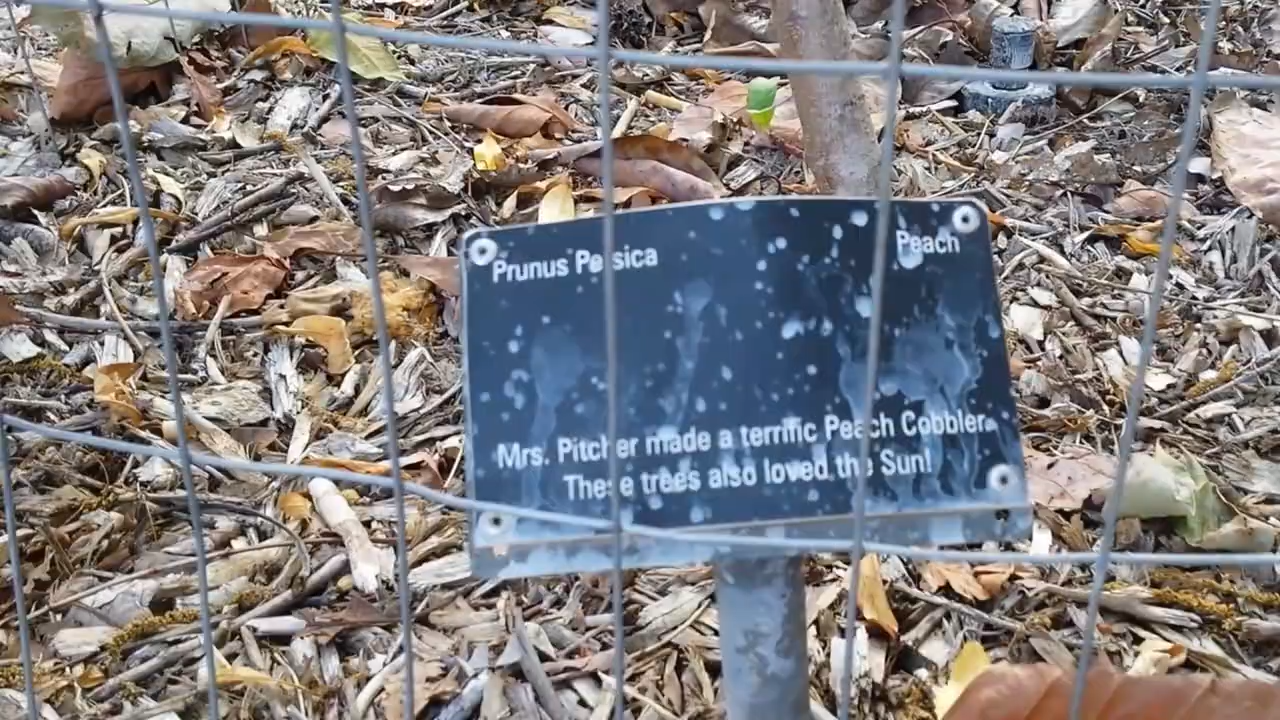 Prunus Persica
Peach
Mrs. Pitcher made a terrific Peach Cobbler.
These trees also loved the Sun!